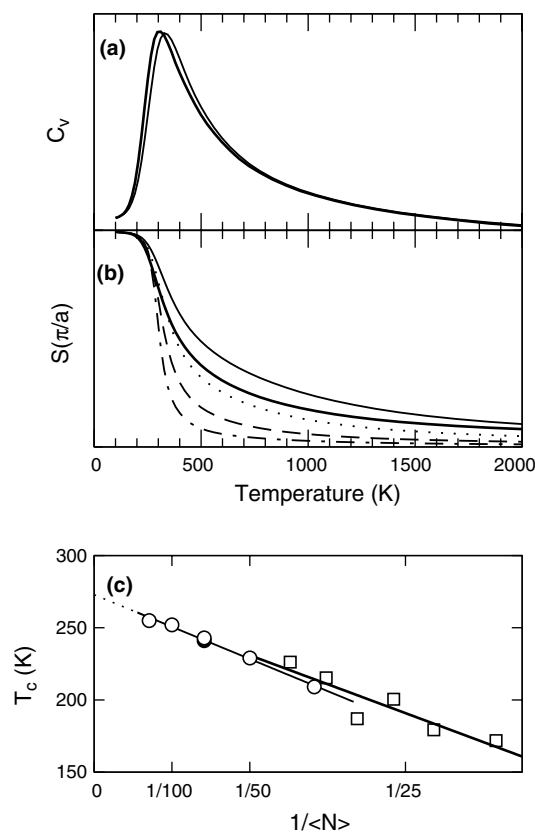 (a)
C_v
(b)
S(π/a)
0 500 1000 1500 2000
Temperature (K)
300
(c)
250
T_c (K)
200
150
0 1/100 1/50 1/25
1/<N>